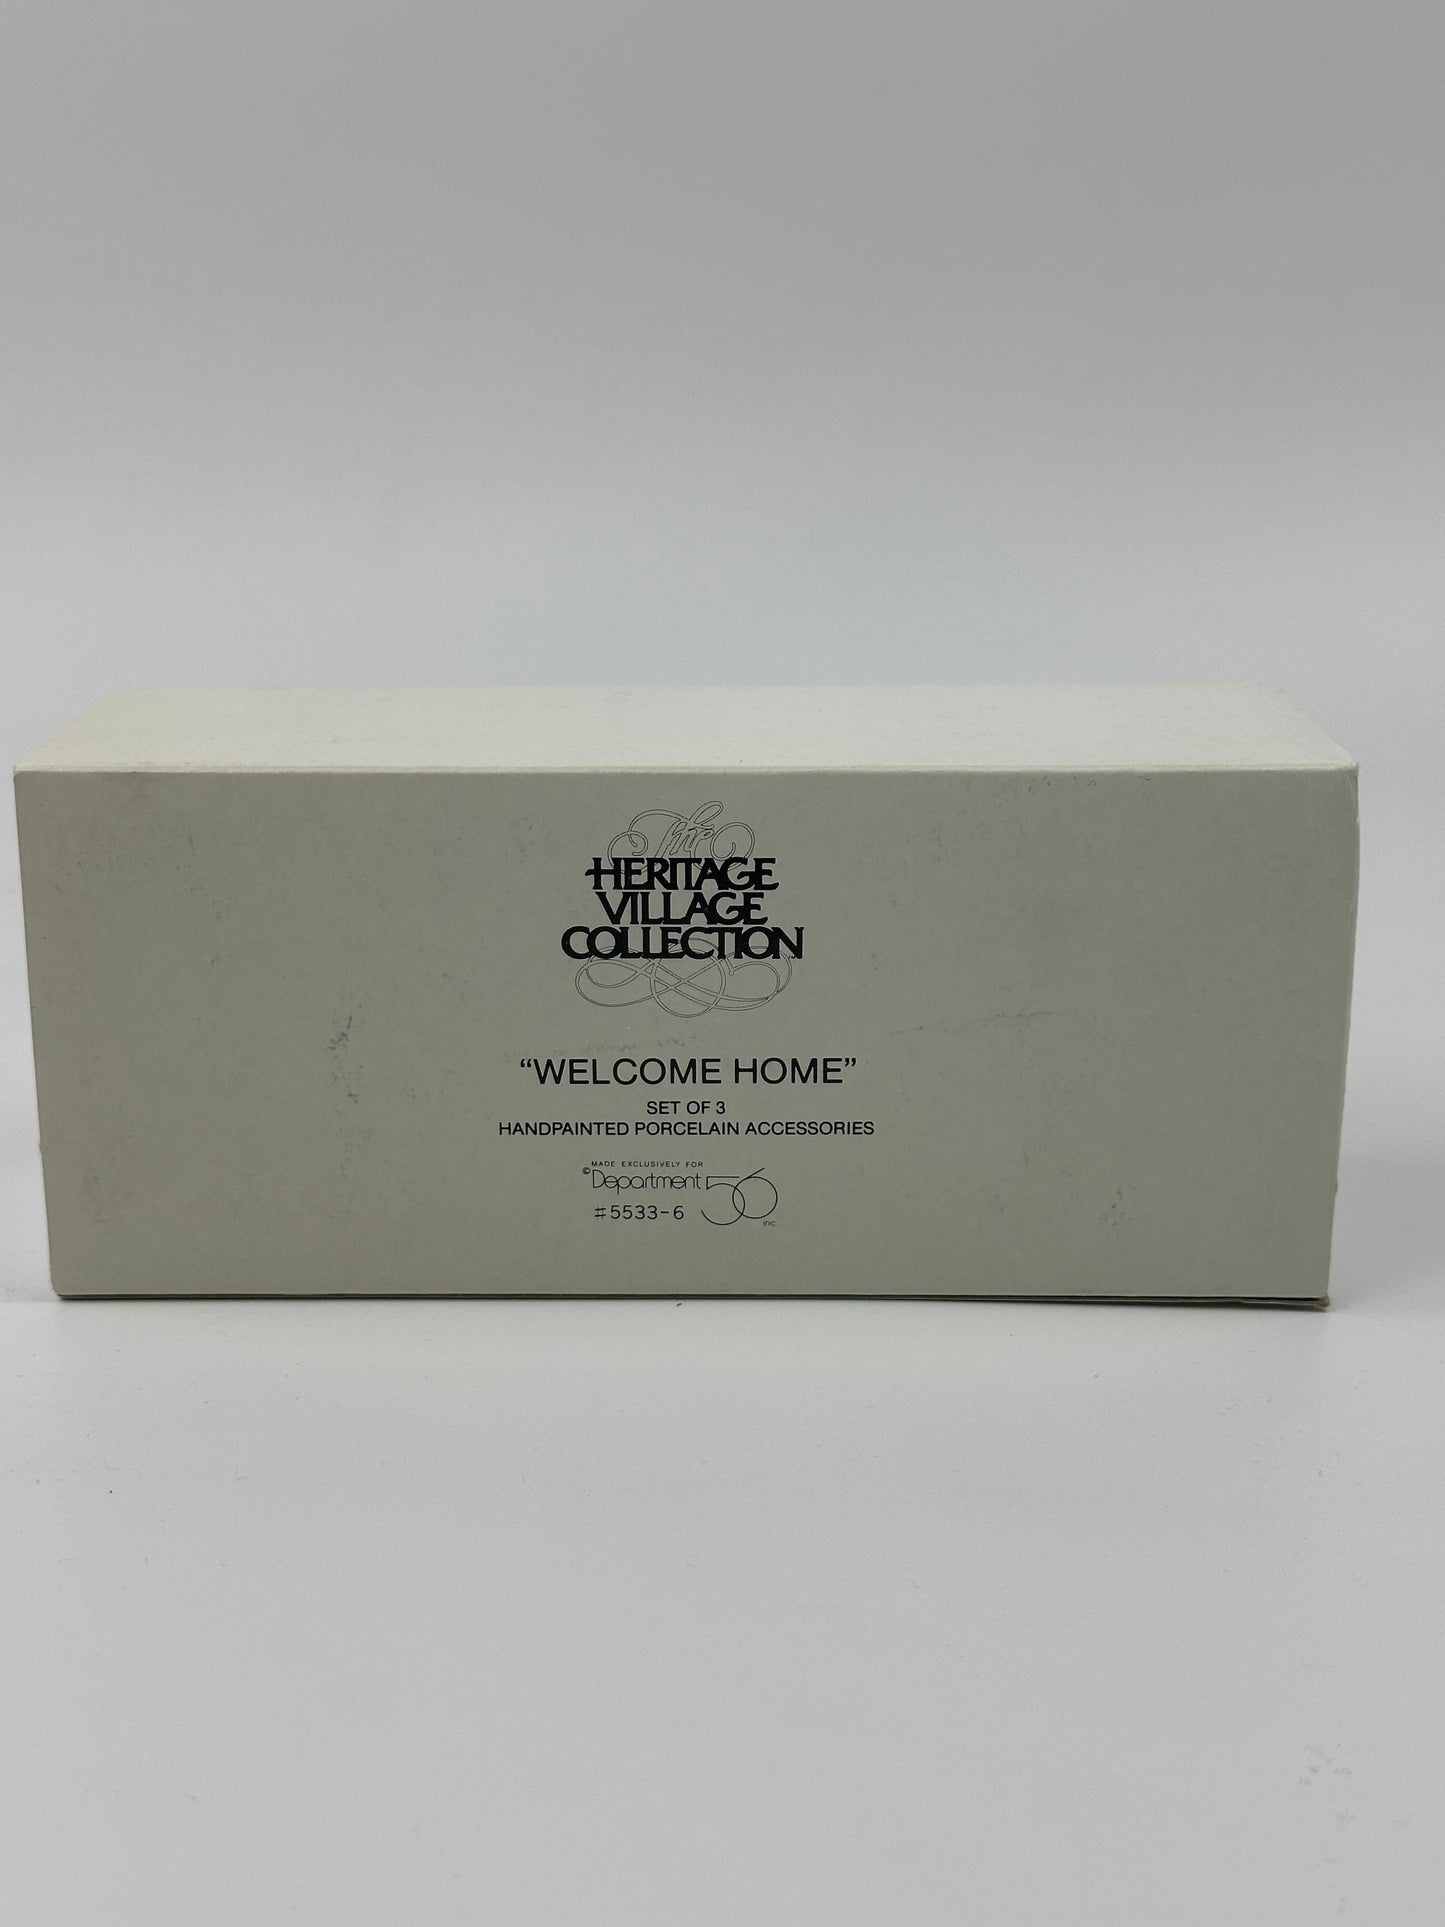 The
HERITAGE
VILLAGE
COLLECTION
“WELCOME HOME”
SET OF 3
HANDPAINTED PORCELAIN ACCESSORIES
MADE EXCLUSIVELY FOR
©Department 56 inc
#5533-6